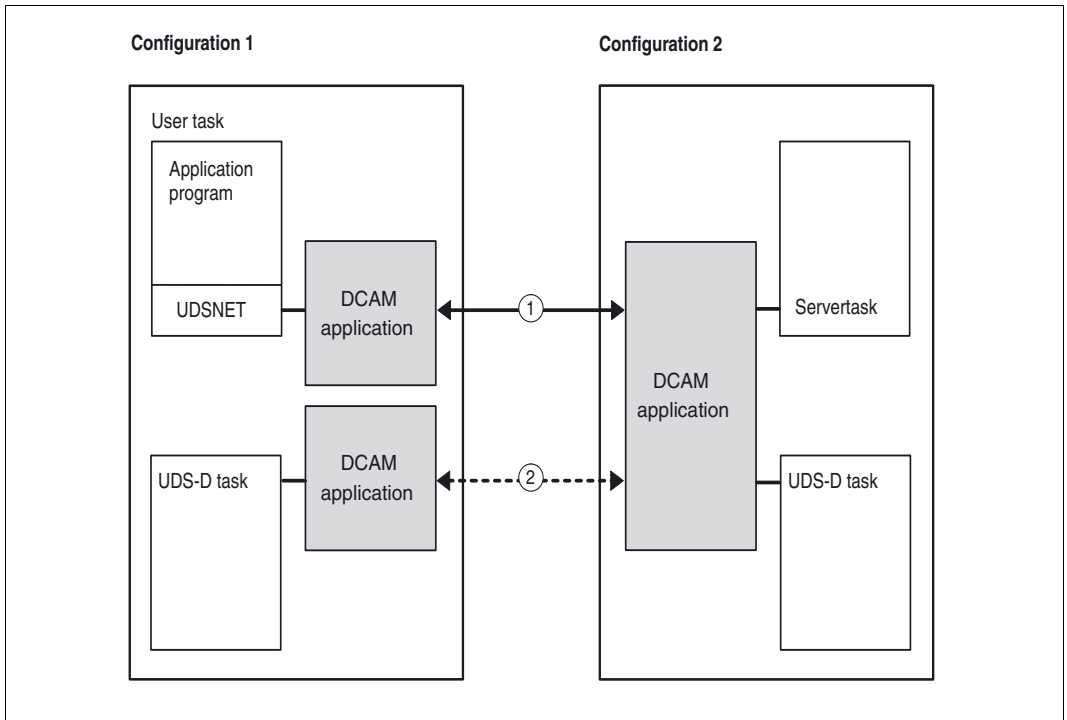 Configuration 1
Configuration 2
User task
Application
program
UDSNET
DCAM
application
1
Servertask
DCAM
application
UDS-D task
DCAM
application
2
UDS-D task